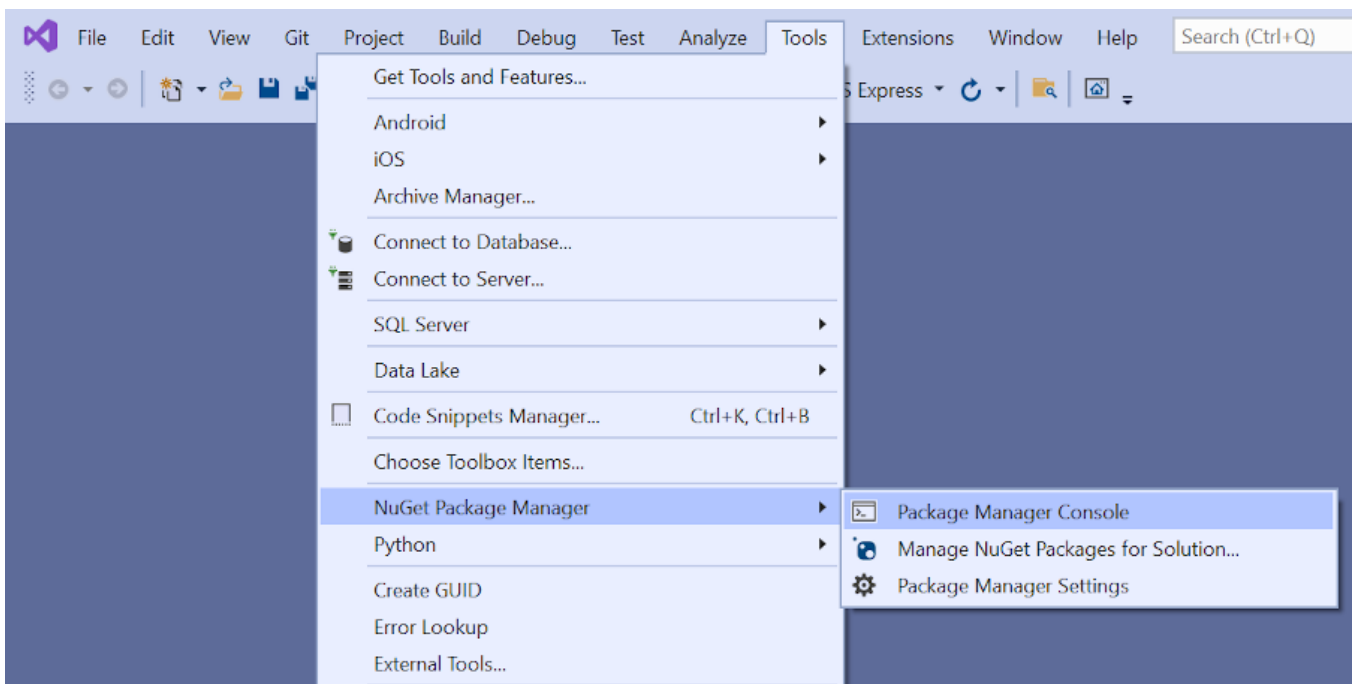 File Edit View Git Project Build Debug Test Analyze Tools Extensions Window Help Search (Ctrl+Q)
Get Tools and Features...
Express
Android
iOS
Archive Manager...
Connect to Database...
Connect to Server...
SQL Server
Data Lake
Code Snippets Manager... Ctrl+K, Ctrl+B
Choose Toolbox Items...
NuGet Package Manager
Package Manager Console
Python
Manage NuGet Packages for Solution...
Create GUID
Package Manager Settings
Error Lookup
External Tools...